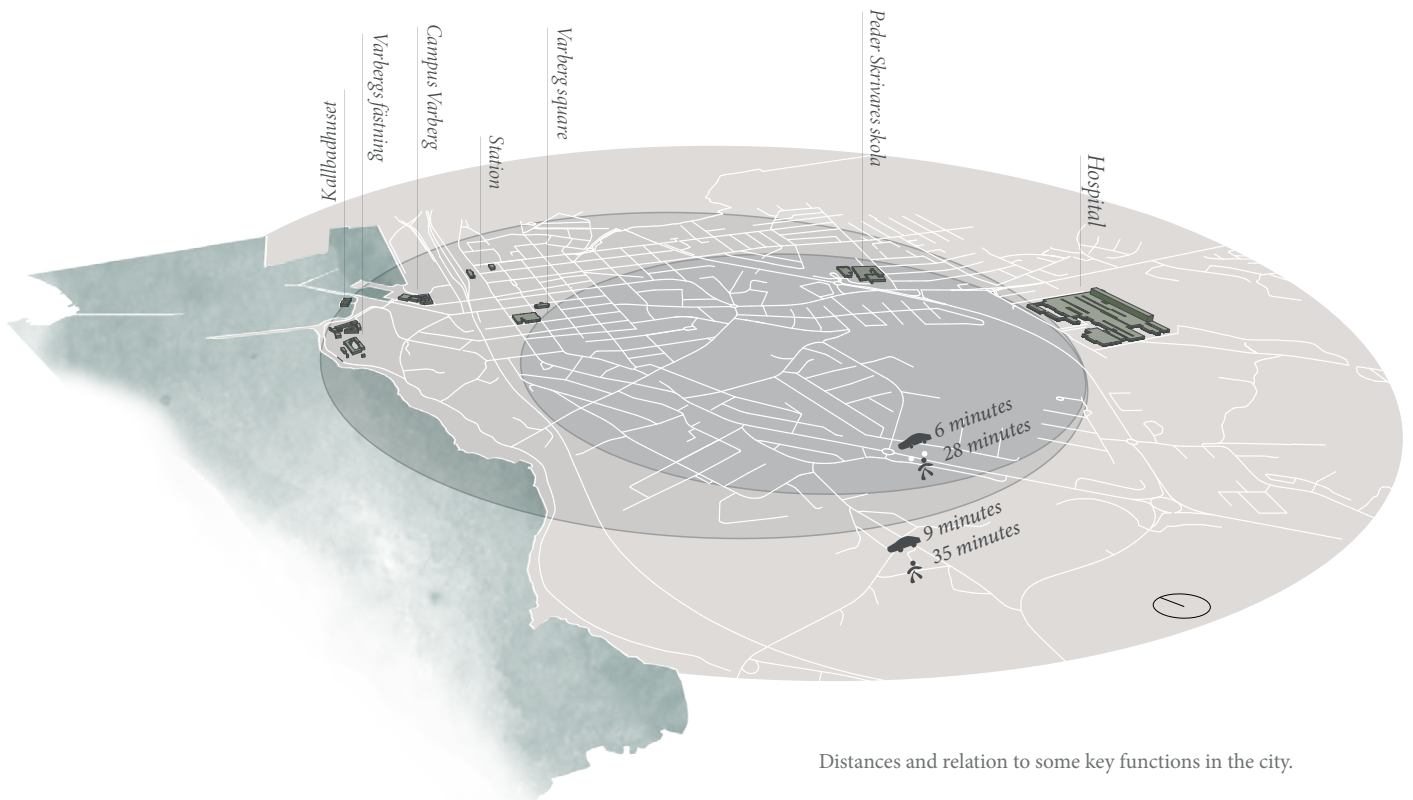 Kallbadhuset
Varbergs fästning
Campus Varberg
Station
Varberg square
Peder Skrivares skola
Hospital
6 minutes
28 minutes
9 minutes
35 minutes
Distances and relation to some key functions in the city.